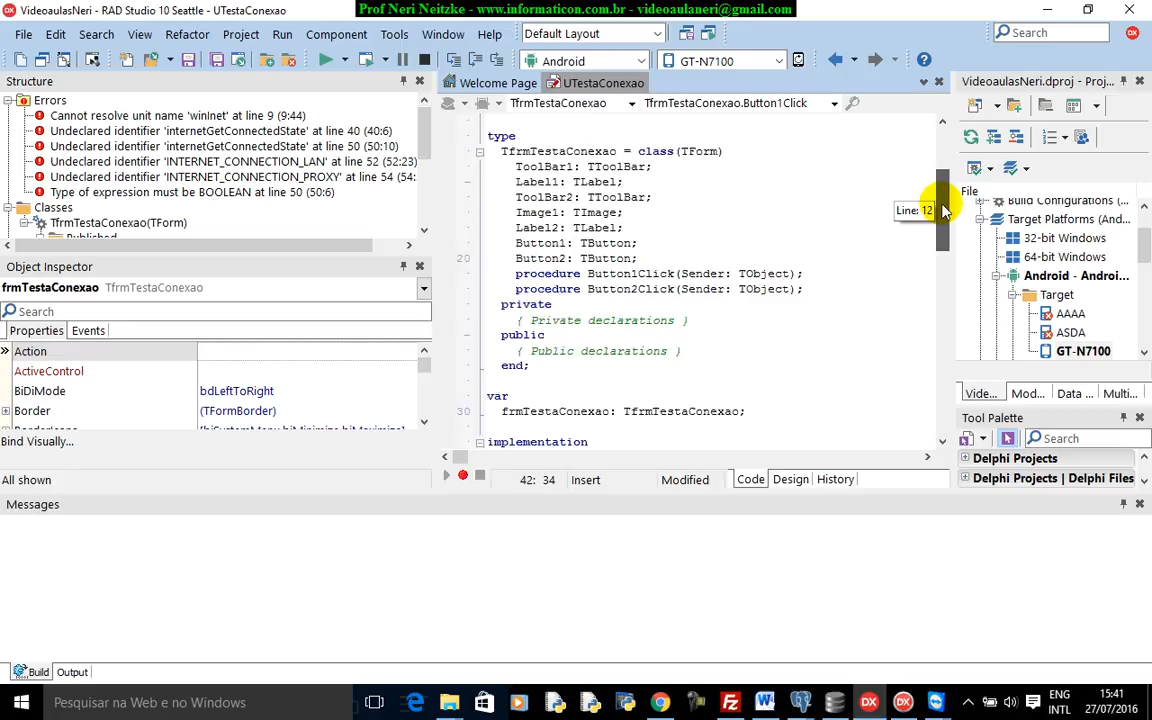 Prof Neri Neitzke - www.informaticon.com.br - videoaulaneri@gmail.com
VideoaulasNeri - RAD Studio 10 Seattle - UTestaConexao
File Edit Search View Refactor Project Run Component Tools Window Help
Default Layout
Search
Android
GT-N7100
Structure
Errors
Cannot resolve unit name 'winInet' at line 9 (9:44)
Undeclared identifier 'internetGetConnectedState' at line 40 (40:6)
Undeclared identifier 'internetGetConnectedState' at line 50 (50:10)
Undeclared identifier 'INTERNET_CONNECTION_LAN' at line 52 (52:23)
Undeclared identifier 'INTERNET_CONNECTION_PROXY' at line 54 (54:
Type of expression must be BOOLEAN at line 50 (50:6)
Classes
TfrmTestaConexao(TForm)
Object Inspector
frmTestaConexao TfrmTestaConexao
Search
Properties Events
Action
ActiveControl
BiDiMode bdLeftToRight
Border (TFormBorder)
Bind Visually...
All shown
Welcome Page UTestaConexao
TfrmTestaConexao TfrmTestaConexao.Button1Click
type
TfrmTestaConexao = class(TForm)
ToolBar1: TToolBar;
Label1: TLabel;
ToolBar2: TToolBar;
Image1: TImage;
Label2: TLabel;
Button1: TButton;
20 Button2: TButton;
procedure Button1Click(Sender: TObject);
procedure Button2Click(Sender: TObject);
private
{ Private declarations }
public
{ Public declarations }
end;
var
30 frmTestaConexao: TfrmTestaConexao;
implementation
Line: 12
42: 34 Insert Modified Code Design History
VideoaulasNeri.dproj - Proj...
File
Build Configurations (...
Target Platforms (And...
32-bit Windows
64-bit Windows
Android - Androi...
Target
AAAA
ASDA
GT-N7100
Vide... Mod... Data ... Multi...
Tool Palette
Search
Delphi Projects
Delphi Projects | Delphi Files
Messages
Build Output
Pesquisar na Web e no Windows
ENG
INTL
15:41
27/07/2016